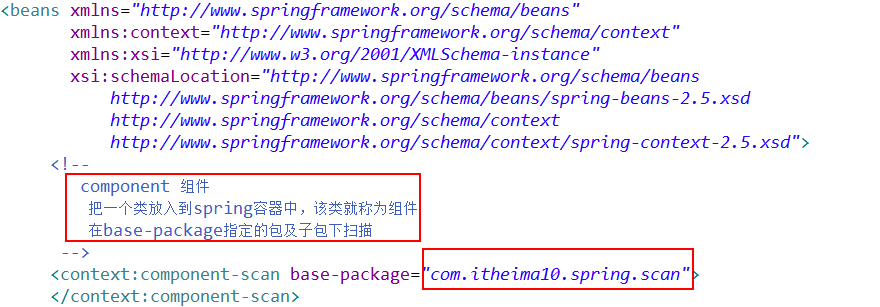 <beans xmlns="http://www.springframework.org/schema/beans"
xmlns:context="http://www.springframework.org/schema/context"
xmlns:xsi="http://www.w3.org/2001/XMLSchema-instance"
xsi:schemaLocation="http://www.springframework.org/schema/beans
http://www.springframework.org/schema/beans/spring-beans-2.5.xsd
http://www.springframework.org/schema/context
http://www.springframework.org/schema/context/spring-context-2.5.xsd">
<!--
component 组件
把一个类放入到spring容器中，该类就称为组件
在base-package指定的包及子包下扫描
-->
<context:component-scan base-package="com.itheima10.spring.scan">
</context:component-scan>